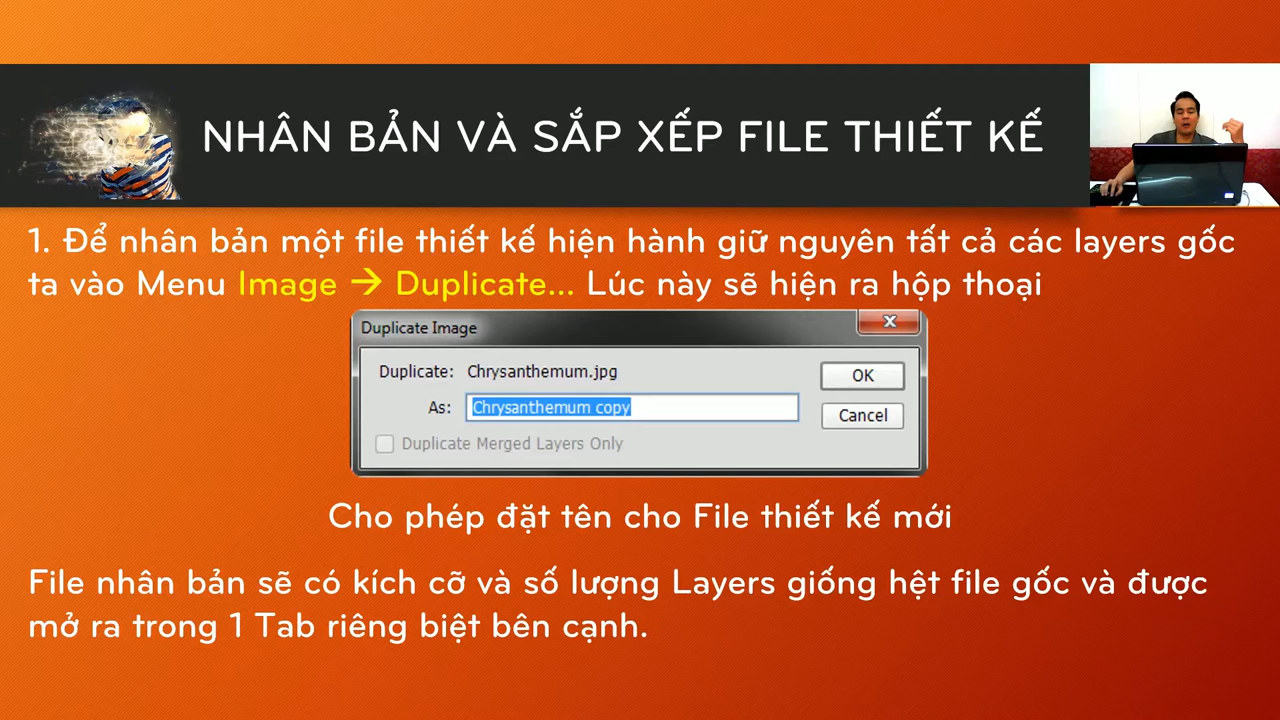 NHÂN BẢN VÀ SẮP XẾP FILE THIẾT KẾ
1. Để nhân bản một file thiết kế hiện hành giữ nguyên tất cả các layers gốc
ta vào Menu Image → Duplicate... Lúc này sẽ hiện ra hộp thoại
Duplicate Image
Duplicate: Chrysanthemum.jpg
OK
As: Chrysanthemum copy
Cancel
Duplicate Merged Layers Only
Cho phép đặt tên cho File thiết kế mới
File nhân bản sẽ có kích cỡ và số lượng Layers giống hệt file gốc và được
mở ra trong 1 Tab riêng biệt bên cạnh.